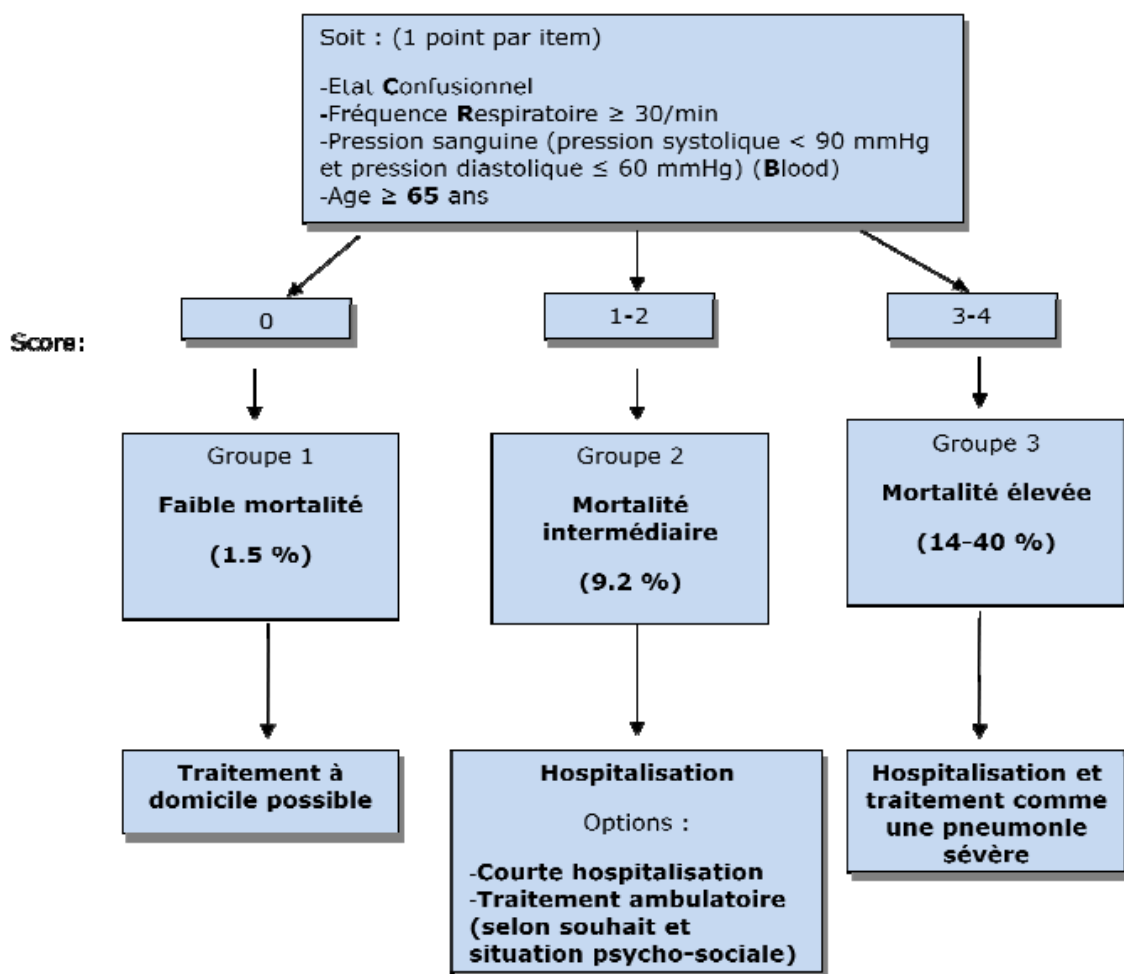 Soit : (1 point par item)
-Etat Confusionnel
-Fréquence Respiratoire ≥ 30/min
-Pression sanguine (pression systolique < 90 mmHg
et pression diastolique ≤ 60 mmHg) (Blood)
-Age ≥ 65 ans
Score:
0
1-2
3-4
Groupe 1
Faible mortalité
(1.5 %)
Groupe 2
Mortalité
intermédiaire
(9.2 %)
Groupe 3
Mortalité élevée
(14-40 %)
Traitement à
domicile possible
Hospitalisation
Options :
-Courte hospitalisation
-Traitement ambulatoire
(selon souhait et
situation psycho-sociale)
Hospitalisation et
traitement comme
une pneumonie
sévère